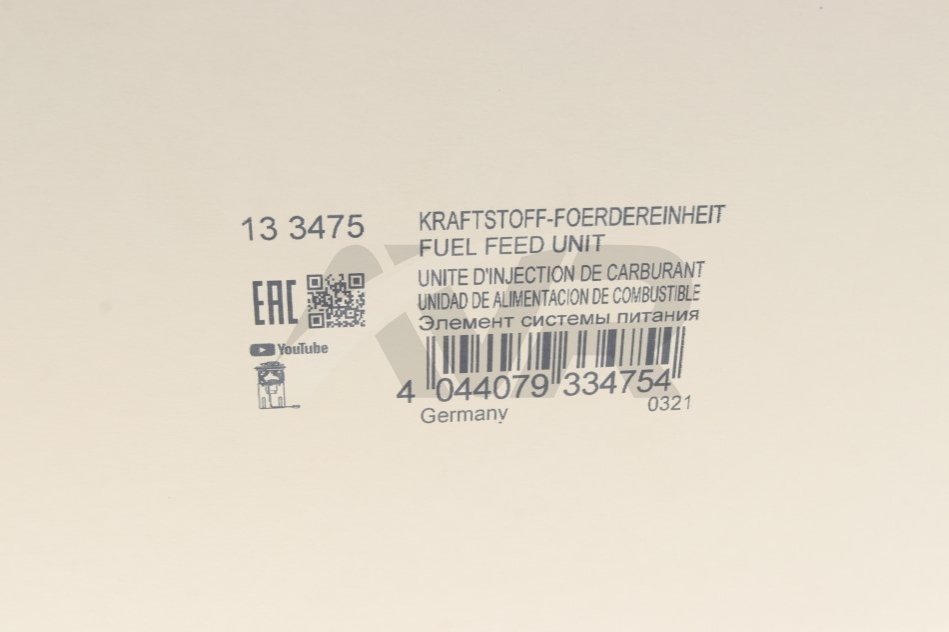 13 3475
KRAFTSTOFF-FOERDEREINHEIT
FUEL FEED UNIT
UNITE D'INJECTION DE CARBURANT
UNIDAD DE ALIMENTACION DE COMBUSTIBLE
Элемент системы питания
EAC
YouTube
4 044079 334754
Germany
0321